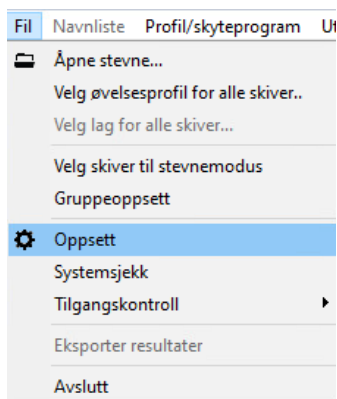 Fil Navnliste Profil/skyteprogram
Åpne stevne...
Velg øvelsesprofil for alle skiver..
Velg lag for alle skiver...
Velg skiver til stevnemodus
Gruppeoppsett
Oppsett
Systemsjekk
Tilgangskontroll
Eksporter resultater
Avslutt